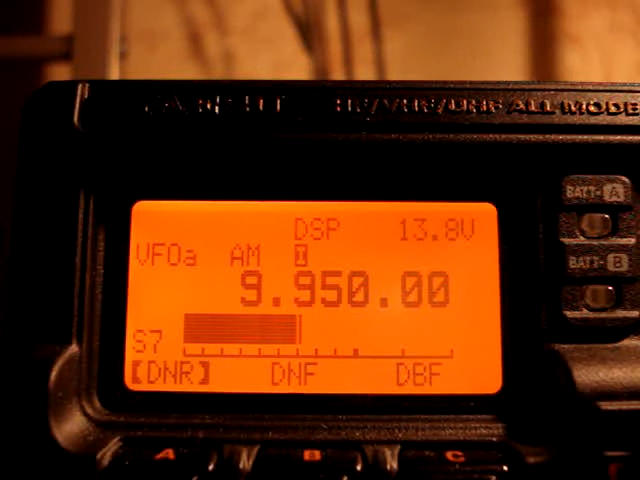 HF/VHF/UHF ALL MODE
BATT-A
DSP 13.8V
VFOa AM I
BATT-B
9.950.00
S7
【DNR】 DNF DBF
A B C